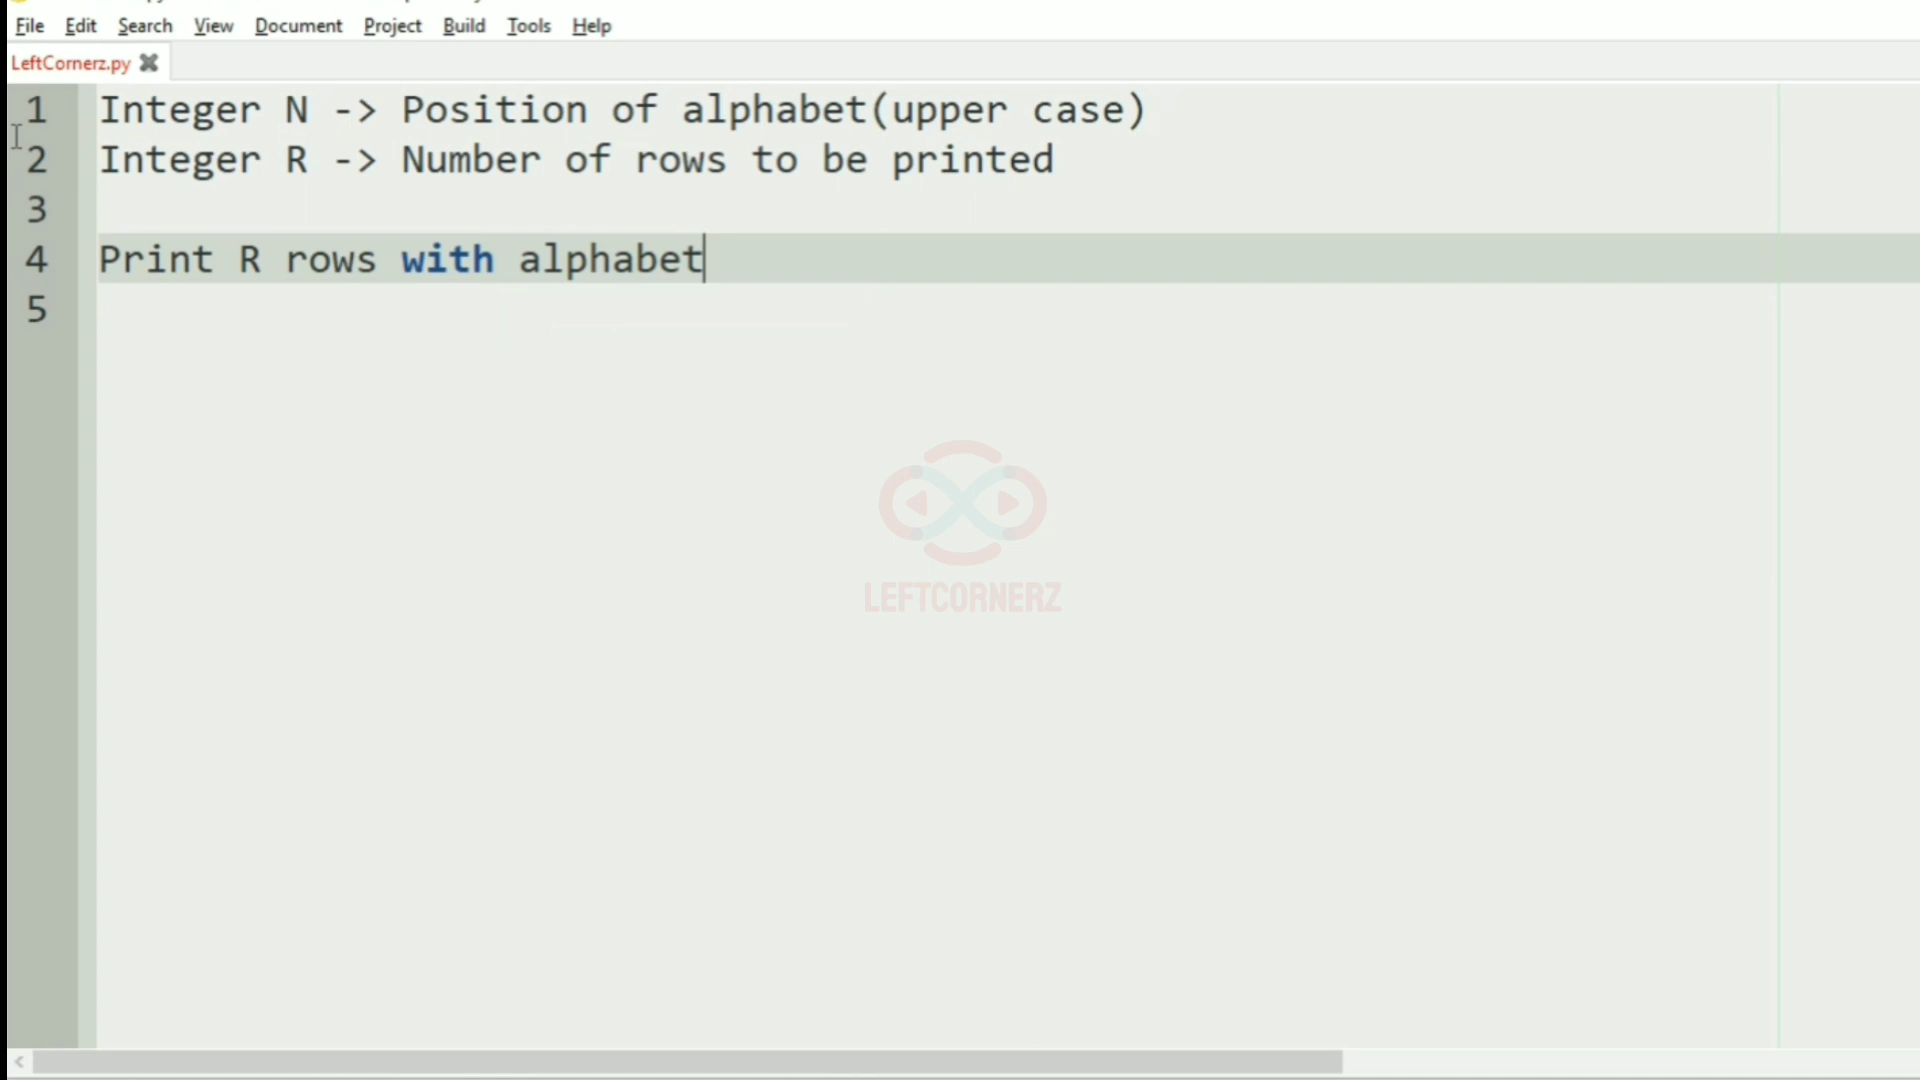 File Edit Search View Document Project Build Tools Help
LeftCornerz.py
1 Integer N -> Position of alphabet(upper case)
2 Integer R -> Number of rows to be printed
3
4 Print R rows with alphabet
5
LEFTCORNERZ